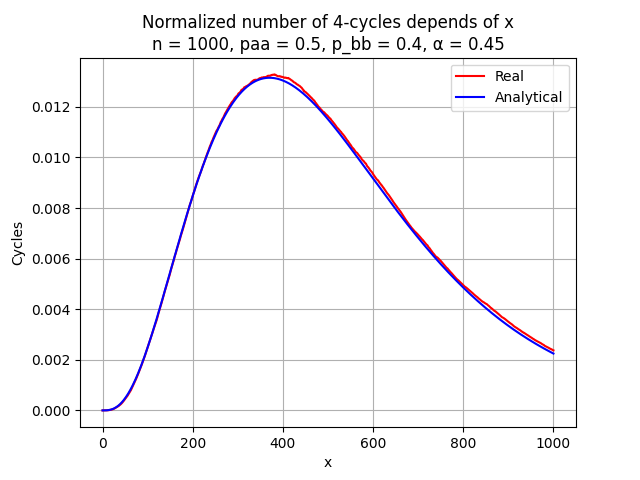 Normalized number of 4-cycles depends of x
n = 1000, paa = 0.5, p_bb = 0.4, α = 0.45
Real
Analytical
Cycles
0.012
0.010
0.008
0.006
0.004
0.002
0.000
0 200 400 600 800 1000
x